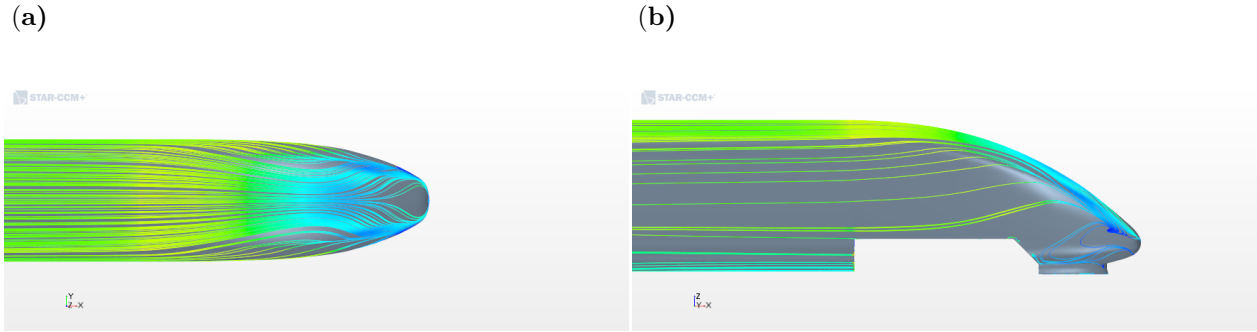 (a)
(b)
STAR-CCM+
STAR-CCM+
Y
Z X
Z
Y X